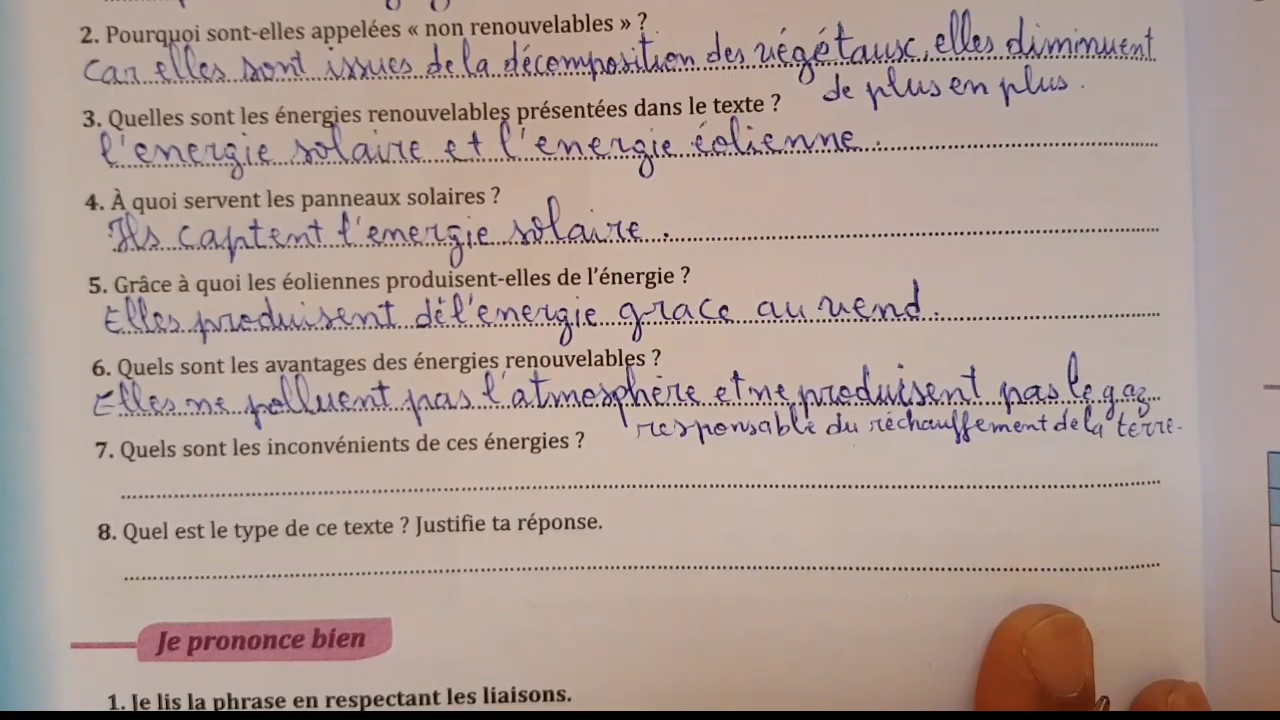 2. Pourquoi sont-elles appelées « non renouvelables » ?
Car elles sont issues de la décomposition des végétause, elles diminuent
de plus en plus.
3. Quelles sont les énergies renouvelables présentées dans le texte ?
l'energie solaire et l'energie éolienne.
4. À quoi servent les panneaux solaires ?
Ils captent l'energie solaire.
5. Grâce à quoi les éoliennes produisent-elles de l'énergie ?
Elles produisent de l'énergie grace au vend.
6. Quels sont les avantages des énergies renouvelables ?
Elles ne polluent pas l'atmosphère et ne produisent pas le gaz
responsable du réchauffement de la terre.
7. Quels sont les inconvénients de ces énergies ?
8. Quel est le type de ce texte ? Justifie ta réponse.
Je prononce bien
1. Je lis la phrase en respectant les liaisons.